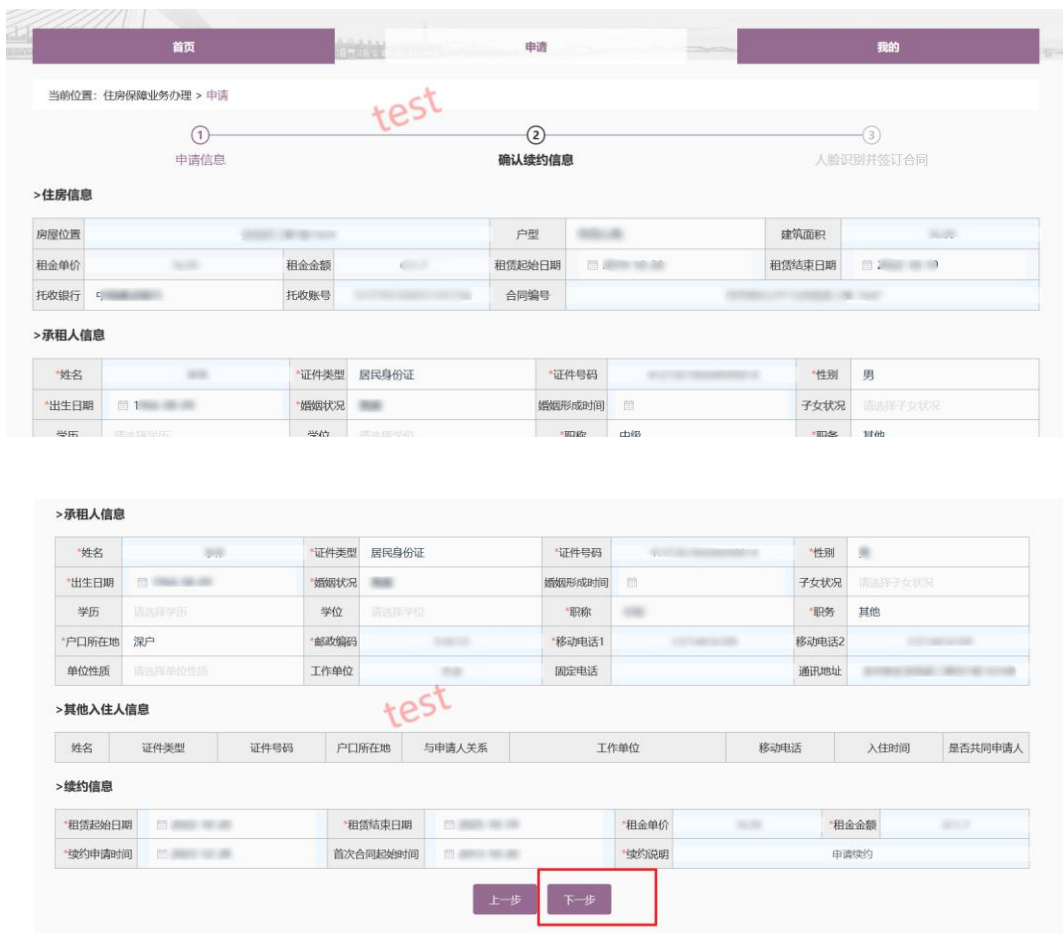 首页 申请 我的
当前位置：住房保障业务办理 > 申请
test
1 2 3
申请信息 确认续约信息 人脸识别并签订合同
>住房信息
房屋位置 户型 建筑面积
租金单价 租金金额 租赁起始日期 租赁结束日期
托收银行 托收账号 合同编号
>承租人信息
*姓名 *证件类型 居民身份证 *证件号码 *性别 男
*出生日期 *婚姻状况 婚姻形成时间 子女状况 请选择子女状况
学历 请选择学历 学位 请选择学位 *职称 中级 *职务 其他
>承租人信息
*姓名 *证件类型 居民身份证 *证件号码 *性别
*出生日期 *婚姻状况 婚姻形成时间 子女状况 请选择子女状况
学历 请选择学历 学位 请选择学位 *职称 *职务 其他
*户口所在地 深户 *邮政编码 *移动电话1 移动电话2
单位性质 请选择单位性质 工作单位 固定电话 通讯地址
test
>其他入住人信息
姓名 证件类型 证件号码 户口所在地 与申请人关系 工作单位 移动电话 入住时间 是否共同申请人
>续约信息
*租赁起始日期 *租赁结束日期 *租金单价 *租金金额
*续约申请时间 首次合同起始时间 *续约说明 申请续约
上一步 下一步